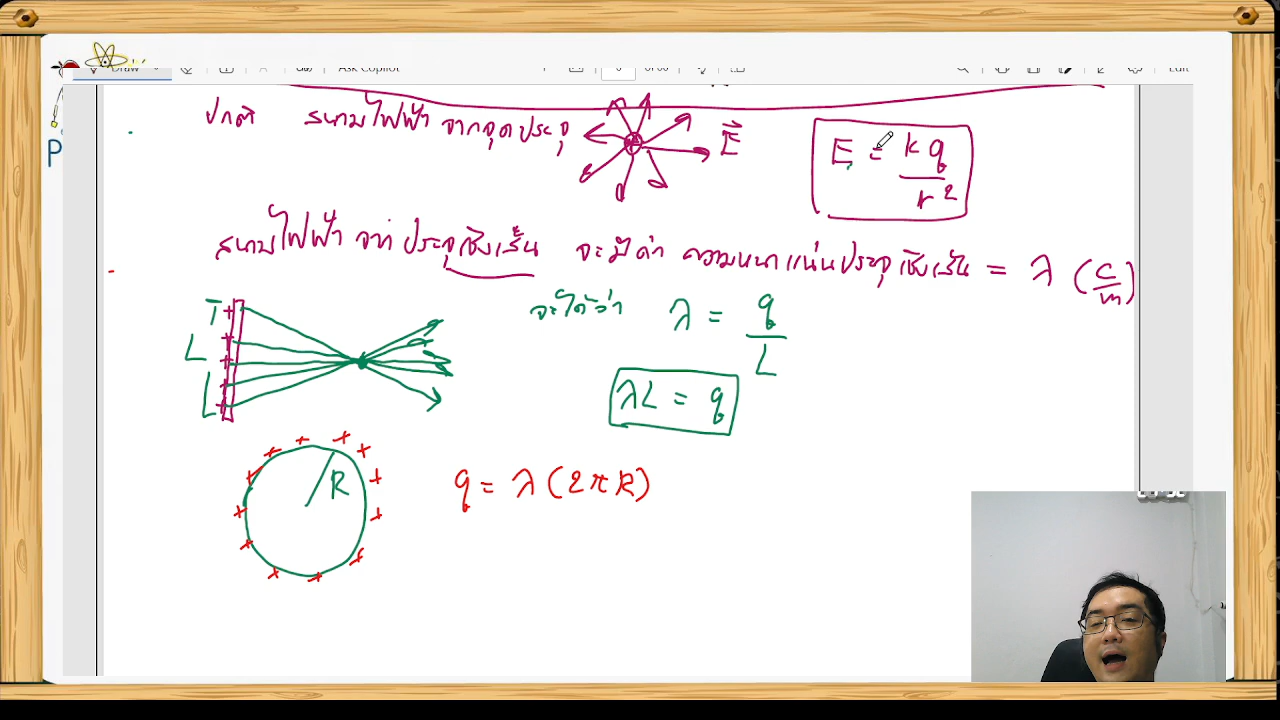 Draw
Ask Copilot
Edit
P
ปกติ สนามไฟฟ้า จากจุดประจุ E⃗ E = kq/r²
สนามไฟฟ้า จาก ประจุเชิงเส้น จะมีค่า ความหนาแน่นประจุเชิงเส้น = λ (C/m)
L
จะได้ว่า λ = q/L
λL = q
R
q = λ(2πR)